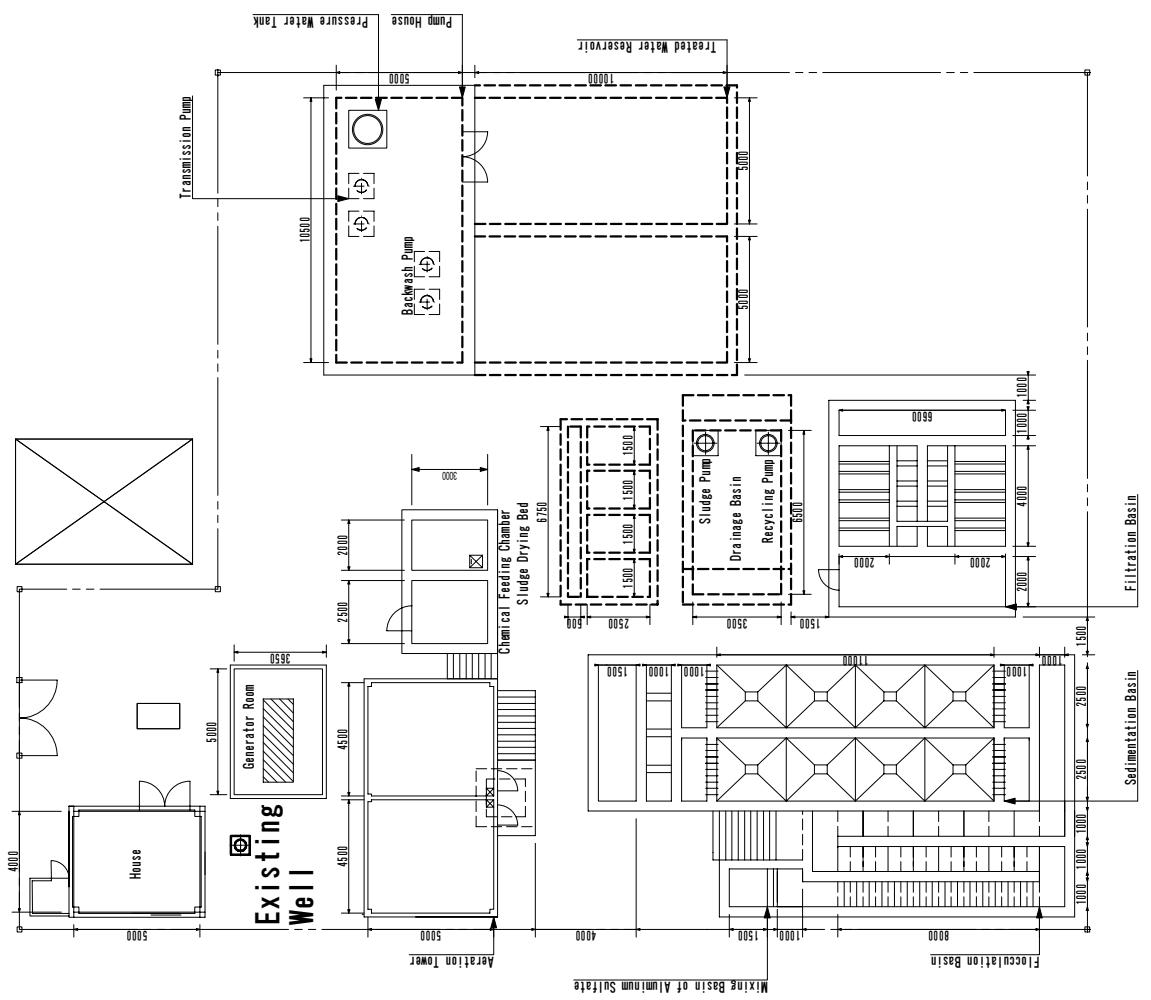 Pressure Water Tank
Pump House
Treated Water Reservoir
Transmission Pump
5000
10000
10500
Backwash Pump
5000
5000
1000
6600
1000
4000
2000
2000
2000
Filtration Basin
1500
3000
2000
2500
Chemical Feeding Chamber
Sludge Drying Bed
6750
1500
1500
1500
1500
600
2500
Sludge Pump
Drainage Basin
Recycling Pump
6500
3500
1500
3650
5000
Generator Room
Existing
Well
4000
House
5000
4500
4500
5000
Aeration Tower
4000
1500
1000
1000
11000
1000
1000
2500
2500
Sedimentation Basin
1000
1000
1000
1500
1000
8000
Flocculation Basin
Mixing Basin of Aluminum Sulfate